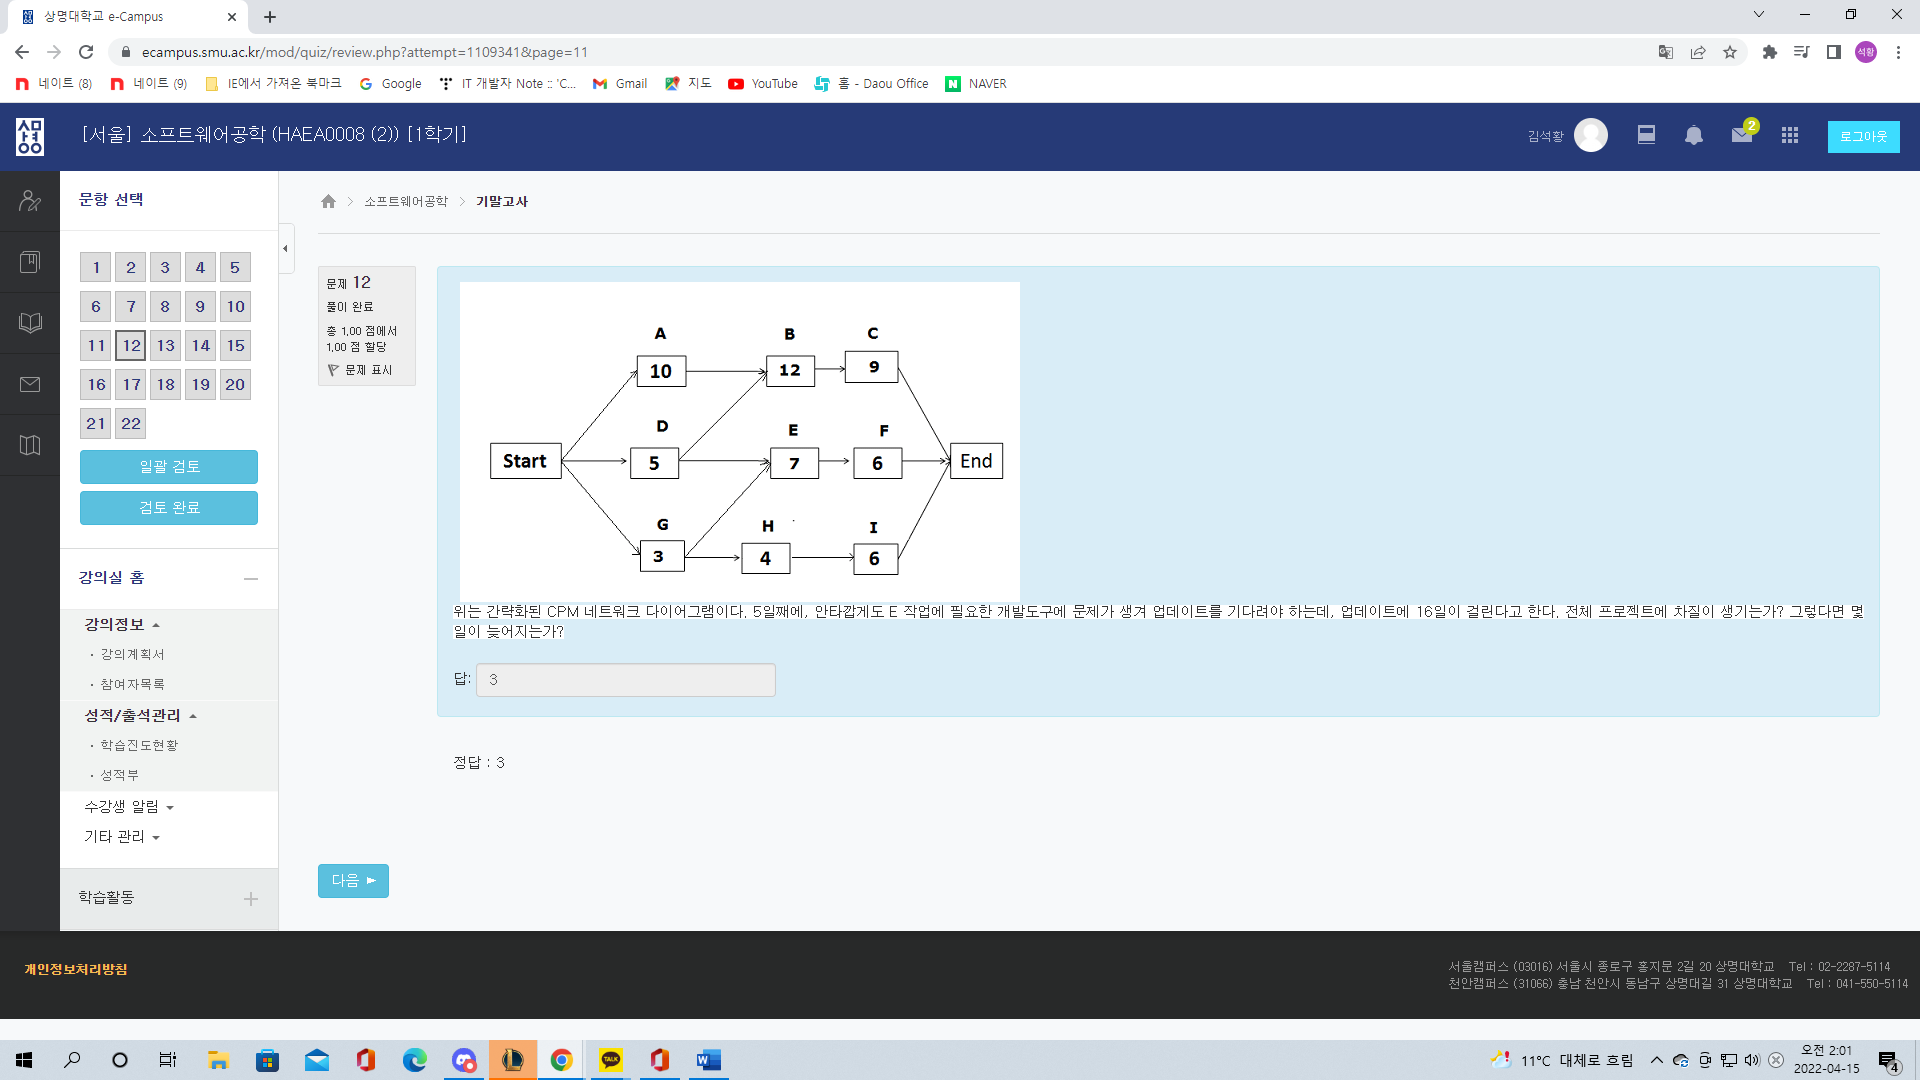 상명대학교 e-Campus
ecampus.smu.ac.kr/mod/quiz/review.php?attempt=1109341&page=11
석황
네이트 (8) 네이트 (9) IE에서 가져온 북마크 Google IT 개발자 Note :: 'C... Gmail 지도 YouTube 홈 - Daou Office NAVER
[서울] 소프트웨어공학 (HAEA0008 (2)) [1학기]
김석황
2
로그아웃
문항 선택
1 2 3 4 5
6 7 8 9 10
11 12 13 14 15
16 17 18 19 20
21 22
일괄 검토
검토 완료
강의실 홈
강의정보
강의계획서
참여자목록
성적/출석관리
학습진도현황
성적부
수강생 알림
기타 관리
학습활동
소프트웨어공학 기말고사
문제 12
풀이 완료
총 1.00 점에서
1.00 점 할당
문제 표시
A B C
10 12 9
D E F
Start 5 7 6 End
G H I
3 4 6
위는 간략화된 CPM 네트워크 다이어그램이다. 5일째에, 안타깝게도 E 작업에 필요한 개발도구에 문제가 생겨 업데이트를 기다려야 하는데, 업데이트에 16일이 걸린다고 한다. 전체 프로젝트에 차질이 생기는가? 그렇다면 몇
일이 늦어지는가?
답: 3
정답 : 3
다음 ►
개인정보처리방침
서울캠퍼스 (03016) 서울시 종로구 홍지문 2길 20 상명대학교 Tel : 02-2287-5114
천안캠퍼스 (31066) 충남 천안시 동남구 상명대길 31 상명대학교 Tel : 041-550-5114
TALK
11°C 대체로 흐림
오전 2:01
2022-04-15
4